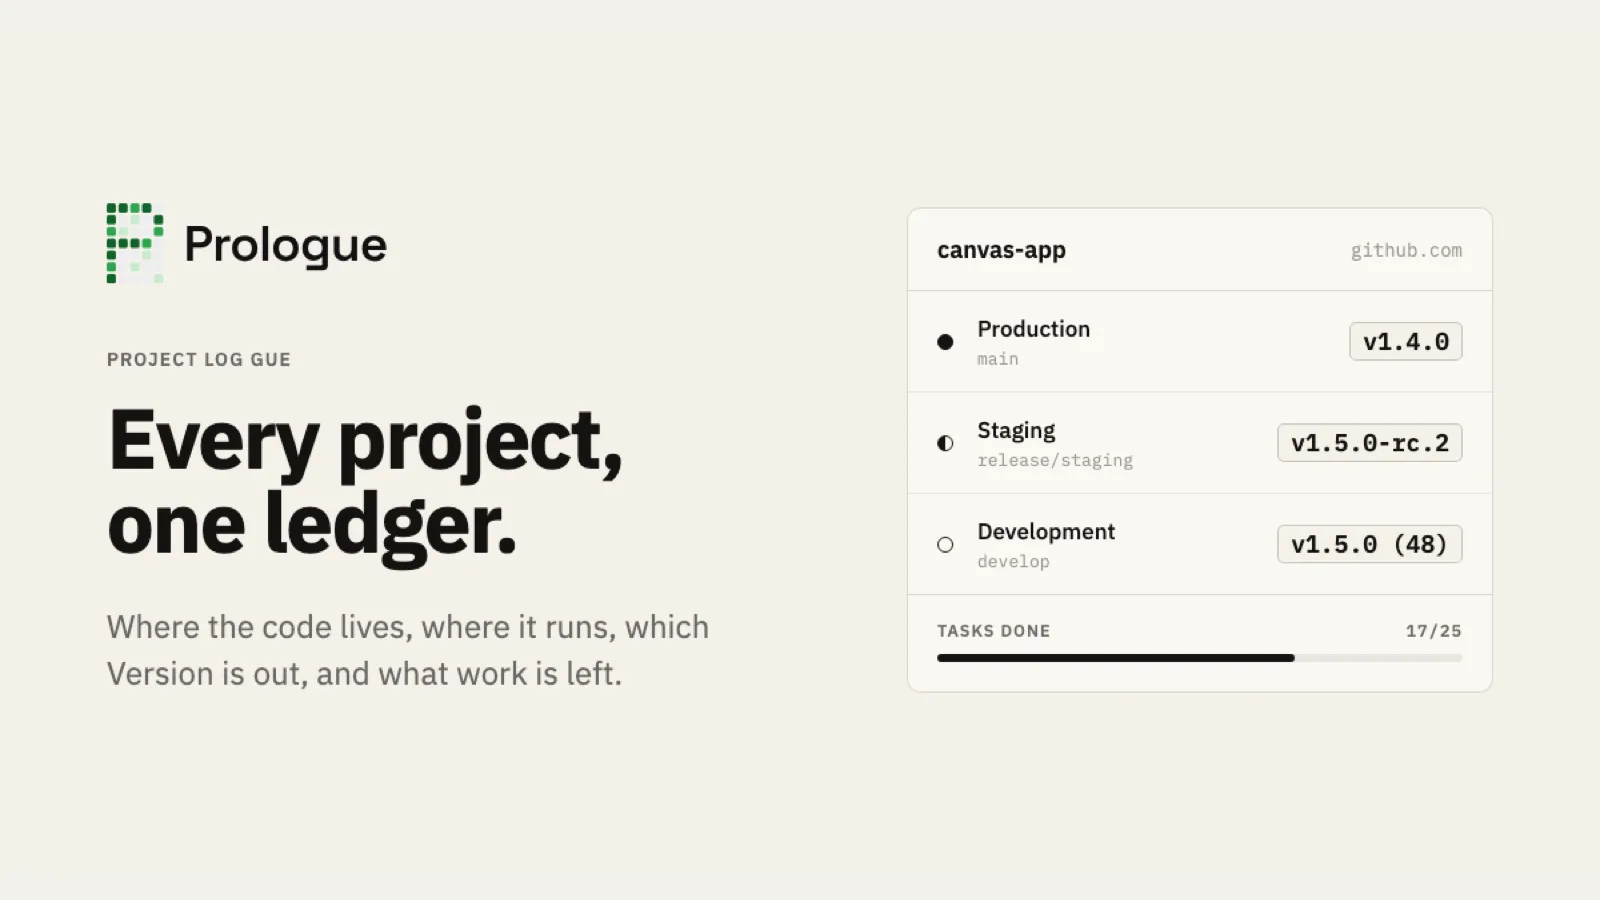 Prologue
PROJECT LOG GUE
Every project,
one ledger.
Where the code lives, where it runs, which
Version is out, and what work is left.
canvas-app
github.com
Production
main
v1.4.0
Staging
release/staging
v1.5.0-rc.2
Development
develop
v1.5.0 (48)
TASKS DONE
17/25